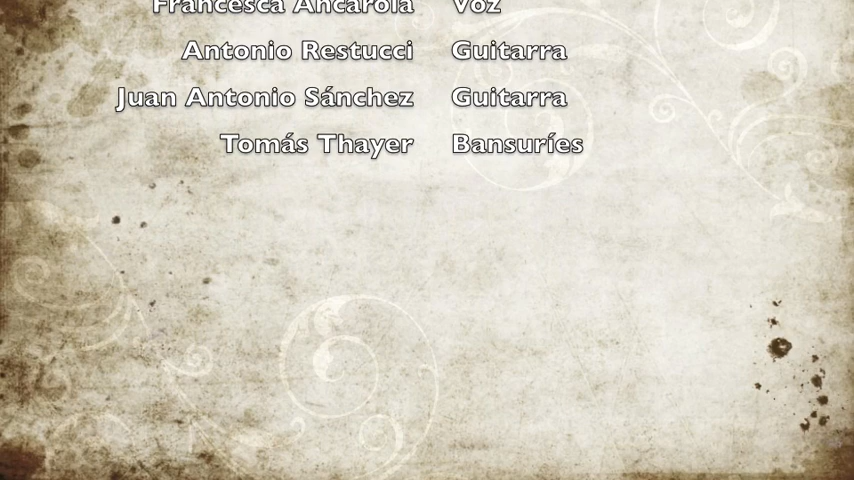 Francesca Ancarola Voz
Antonio Restucci Guitarra
Juan Antonio Sánchez Guitarra
Tomás Thayer Bansuríes